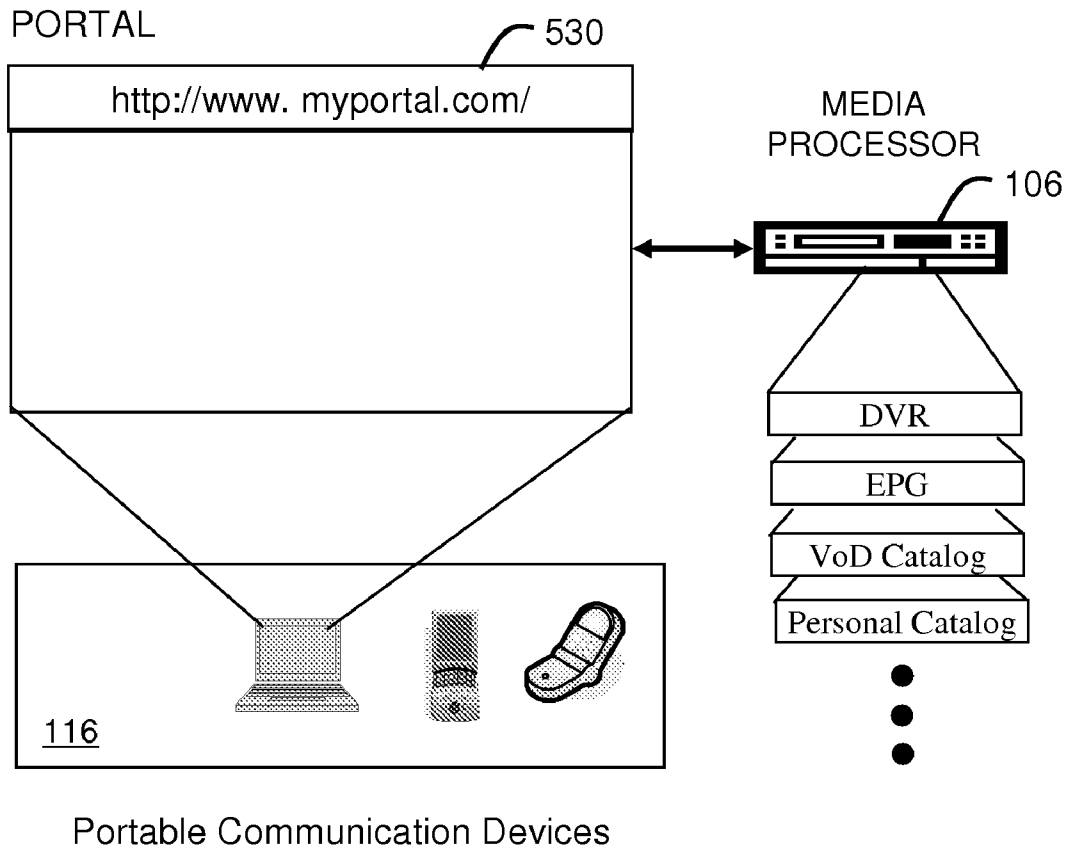 PORTAL
530
http://www. myportal.com/
MEDIA
PROCESSOR
106
DVR
EPG
VoD Catalog
Personal Catalog
116
Portable Communication Devices